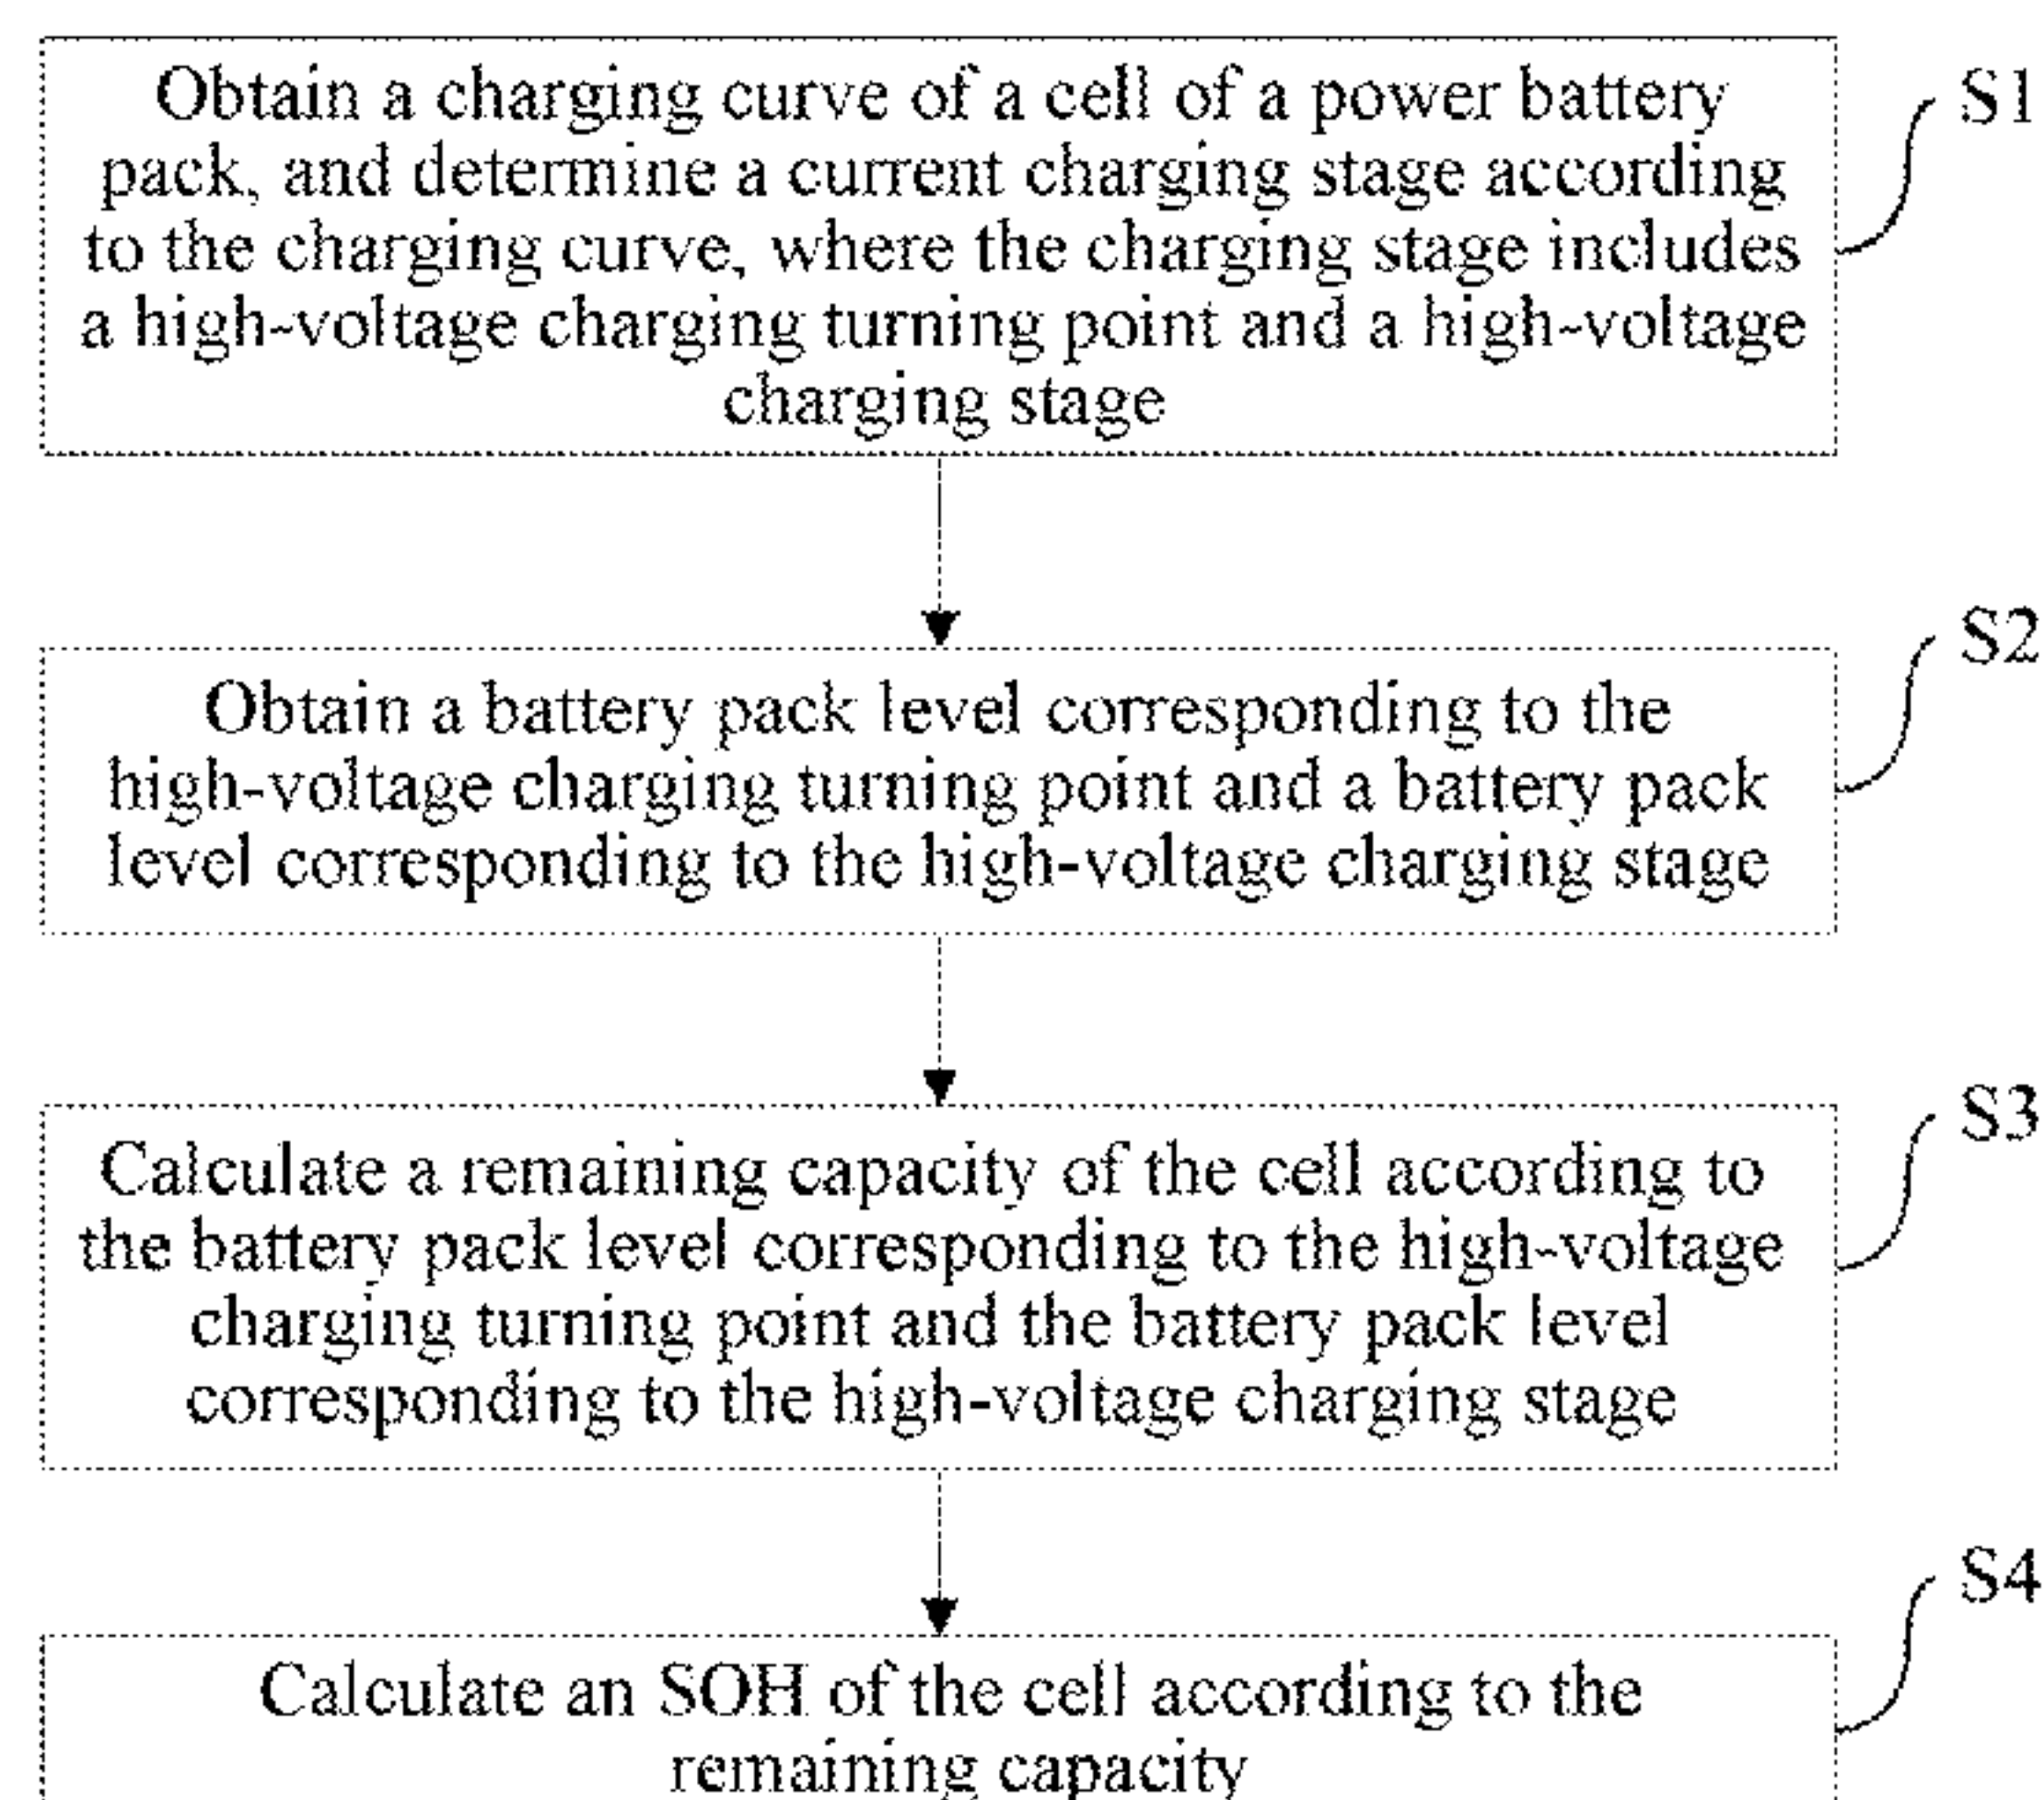 Obtain a charging curve of a cell of a power battery
pack, and determine a current charging stage according
to the charging curve, where the charging stage includes
a high-voltage charging turning point and a high-voltage
charging stage
S1
Obtain a battery pack level corresponding to the
high-voltage charging turning point and a battery pack
level corresponding to the high-voltage charging stage
S2
Calculate a remaining capacity of the cell according to
the battery pack level corresponding to the high-voltage
charging turning point and the battery pack level
corresponding to the high-voltage charging stage
S3
Calculate an SOH of the cell according to the
remaining capacity
S4